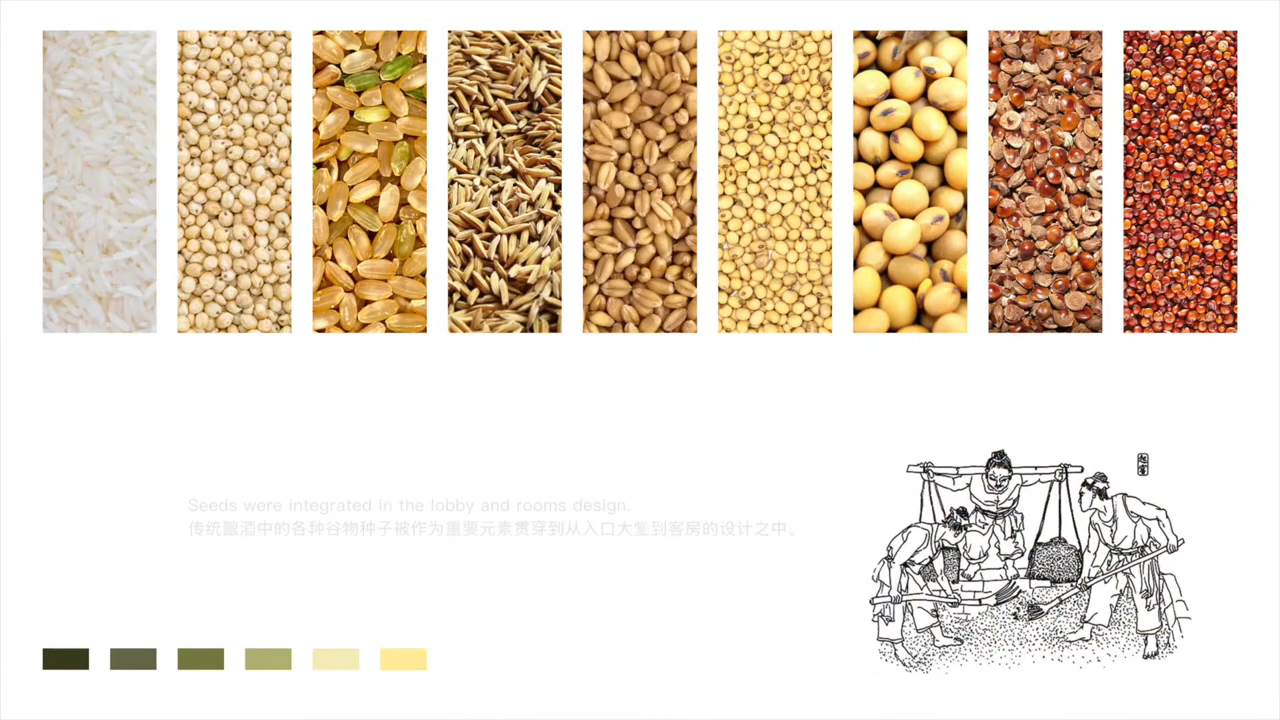 Seeds were integrated in the lobby and rooms design.
传统酿酒中的各种谷物种子被作为重要元素贯穿到从入口大堂到客房的设计之中。